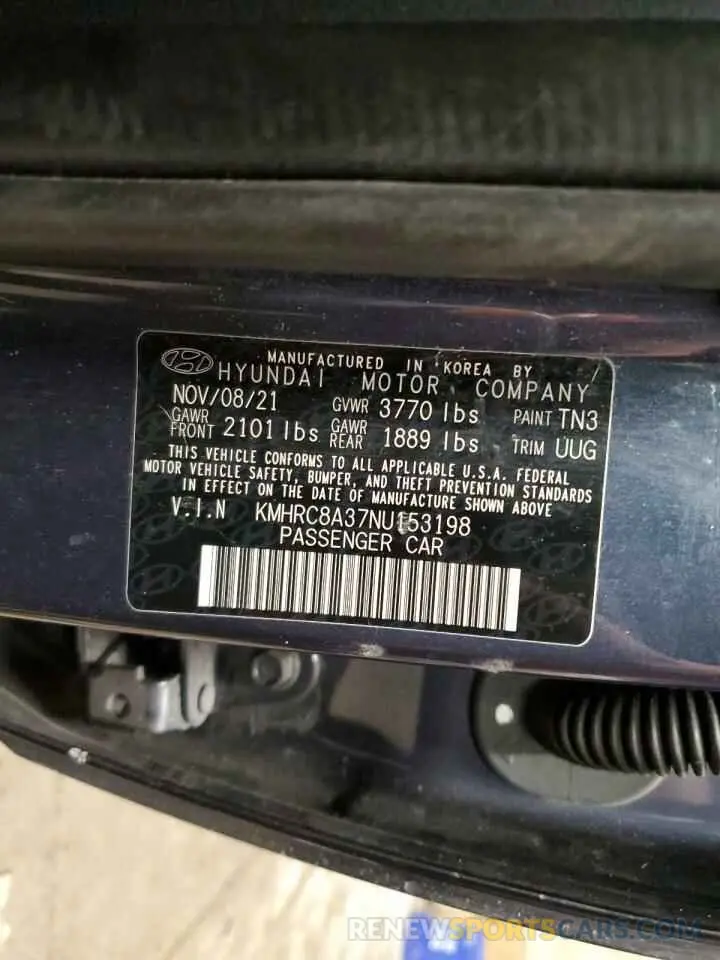 MANUFACTURED IN KOREA BY
HYUNDAI MOTOR COMPANY
NOV/08/21 GVWR 3770 lbs PAINT TN3
GAWR FRONT 2101 lbs GAWR REAR 1889 lbs TRIM UUG
THIS VEHICLE CONFORMS TO ALL APPLICABLE U.S.A. FEDERAL
MOTOR VEHICLE SAFETY, BUMPER, AND THEFT PREVENTION STANDARDS
IN EFFECT ON THE DATE OF MANUFACTURE SHOWN ABOVE
V.I.N KMHRC8A37NU153198
PASSENGER CAR
RENEWSPORTSCARS.COM